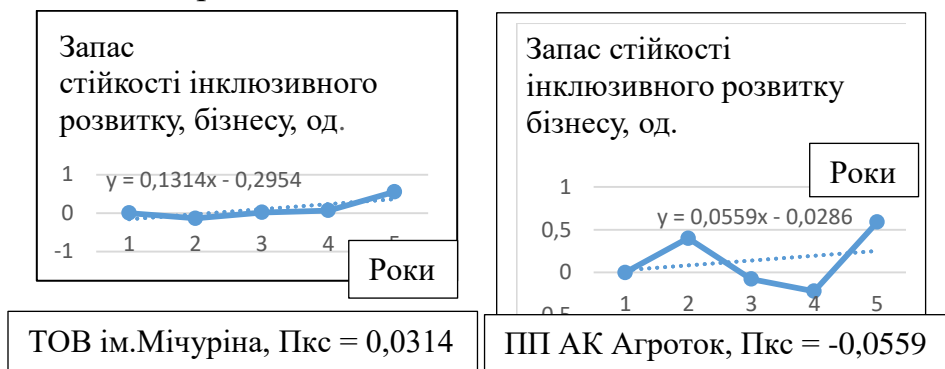 Запас
стійкості інклюзивного
розвитку, бізнесу, од.
1
y = 0,1314x - 0,2954
0
1 2 3 4
-1
Роки
ТОВ ім.Мічуріна, Пкс = 0,0314
Запас стійкості
інклюзивного розвитку
бізнесу, од.
Роки
1
y = 0,0559x - 0,0286
0,5
0
1 2 3 4 5
ПП АК Агроток, Пкс = -0,0559